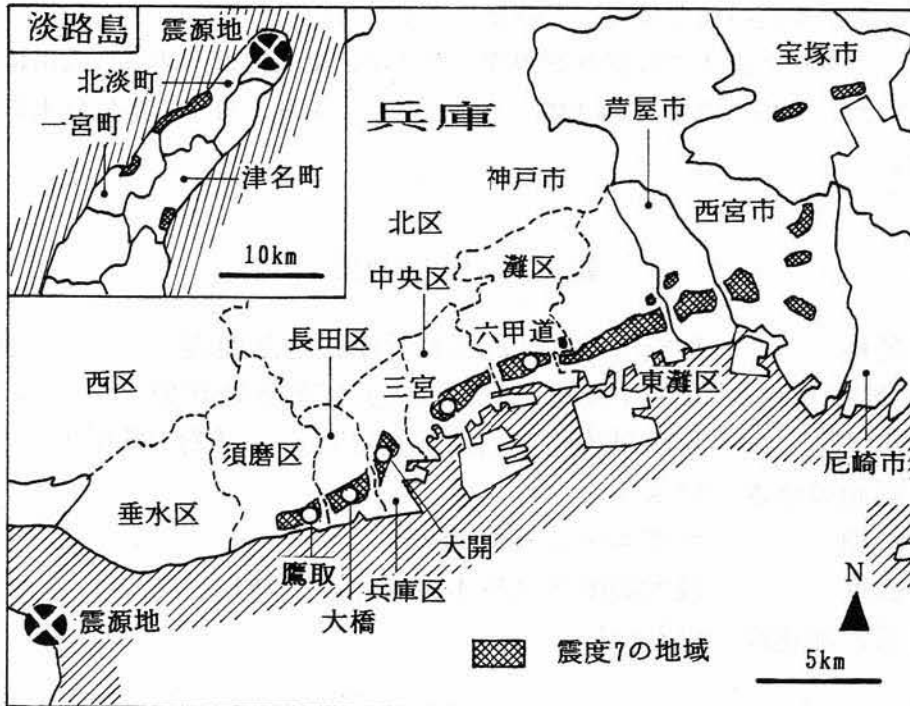 淡路島
震源地
北淡町
一宮町
津名町
10km
兵庫
宝塚市
芦屋市
神戸市
西宮市
北区
灘区
中央区
六甲道
長田区
三宮
西区
東灘区
須磨区
尼崎市
垂水区
大開
鷹取
兵庫区
大橋
震源地
N
震度7の地域
5km